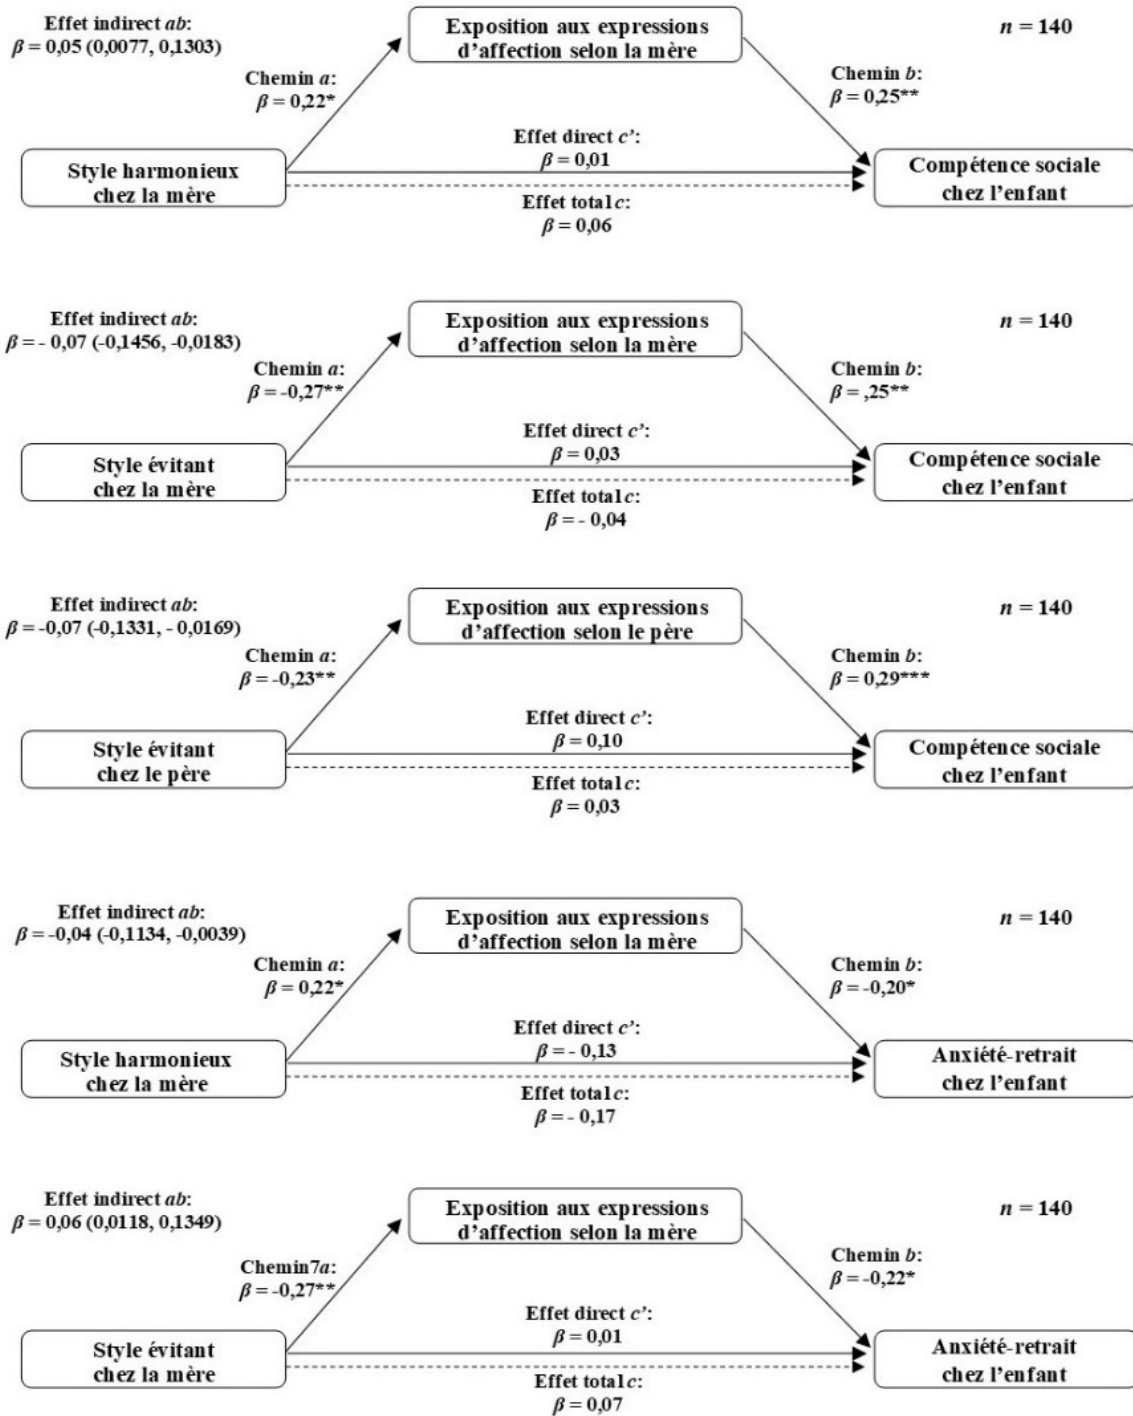 Effet indirect ab:
β = 0,05 (0,0077, 0,1303)
Exposition aux expressions
d'affection selon la mère
n = 140
Chemin a:
β = 0,22*
Chemin b:
β = 0,25**
Effet direct c’:
β = 0,01
Style harmonieux
chez la mère
Compétence sociale
chez l’enfant
Effet total c:
β = 0,06
Effet indirect ab:
β = - 0,07 (-0,1456, -0,0183)
Exposition aux expressions
d’affection selon la mère
n = 140
Chemin a:
β = -0,27**
Chemin b:
β = ,25**
Effet direct c’:
β = 0,03
Style évitant
chez la mère
Compétence sociale
chez l’enfant
Effet total c:
β = - 0,04
Effet indirect ab:
β = -0,07 (-0,1331, - 0,0169)
Exposition aux expressions
d’affection selon le père
n = 140
Chemin a:
β = -0,23**
Chemin b:
β = 0,29***
Effet direct c’:
β = 0,10
Style évitant
chez le père
Compétence sociale
chez l’enfant
Effet total c:
β = 0,03
Effet indirect ab:
β = -0,04 (-0,1134, -0,0039)
Exposition aux expressions
d’affection selon la mère
n = 140
Chemin a:
β = 0,22*
Chemin b:
β = -0,20*
Effet direct c’:
β = - 0,13
Style harmonieux
chez la mère
Anxiété-retrait
chez l’enfant
Effet total c:
β = - 0,17
Effet indirect ab:
β = 0,06 (0,0118, 0,1349)
Exposition aux expressions
d’affection selon la mère
n = 140
Chemin7a:
β = -0,27**
Chemin b:
β = -0,22*
Effet direct c’:
β = 0,01
Style évitant
chez la mère
Anxiété-retrait
chez l’enfant
Effet total c:
β = 0,07